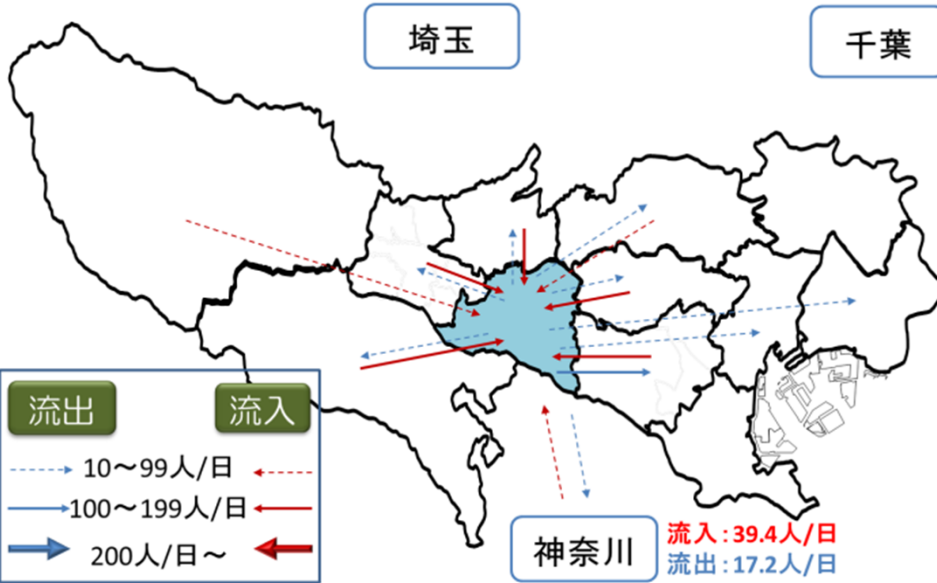 埼玉
千葉
流出
流入
10～99人/日
100～199人/日
200人/日～
神奈川
流入:39.4人/日
流出:17.2人/日